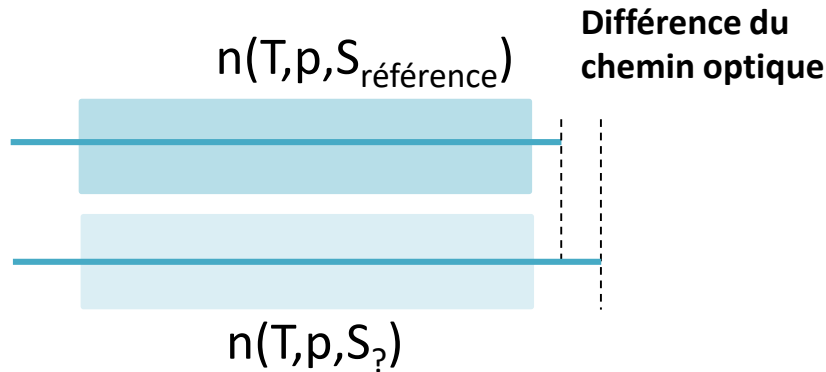 Différence du
chemin optique
n(T,p,Sréférence)
n(T,p,S?)